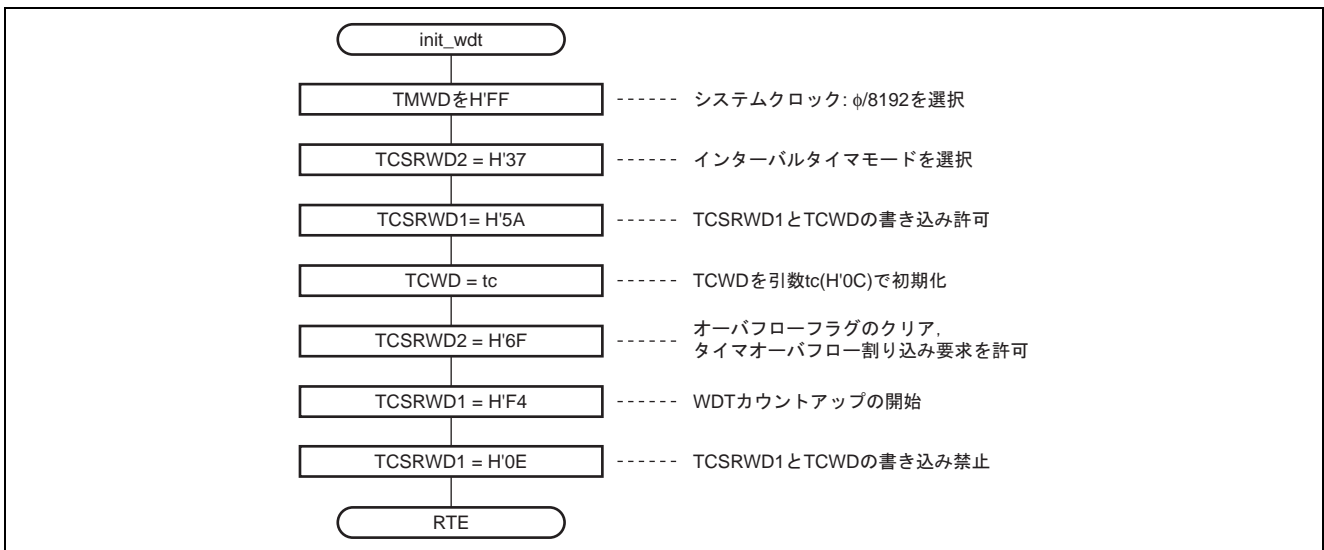 init_wdt
TMWDをH'FF ------ システムクロック: φ/8192を選択
TCSRWD2 = H'37 ------ インターバルタイマモードを選択
TCSRWD1= H'5A ------ TCSRWD1とTCWDの書き込み許可
TCWD = tc ------ TCWDを引数tc(H'0C)で初期化
TCSRWD2 = H'6F ------ オーバフローフラグのクリア,
タイマオーバフロー割り込み要求を許可
TCSRWD1 = H'F4 ------ WDTカウントアップの開始
TCSRWD1 = H'0E ------ TCSRWD1とTCWDの書き込み禁止
RTE